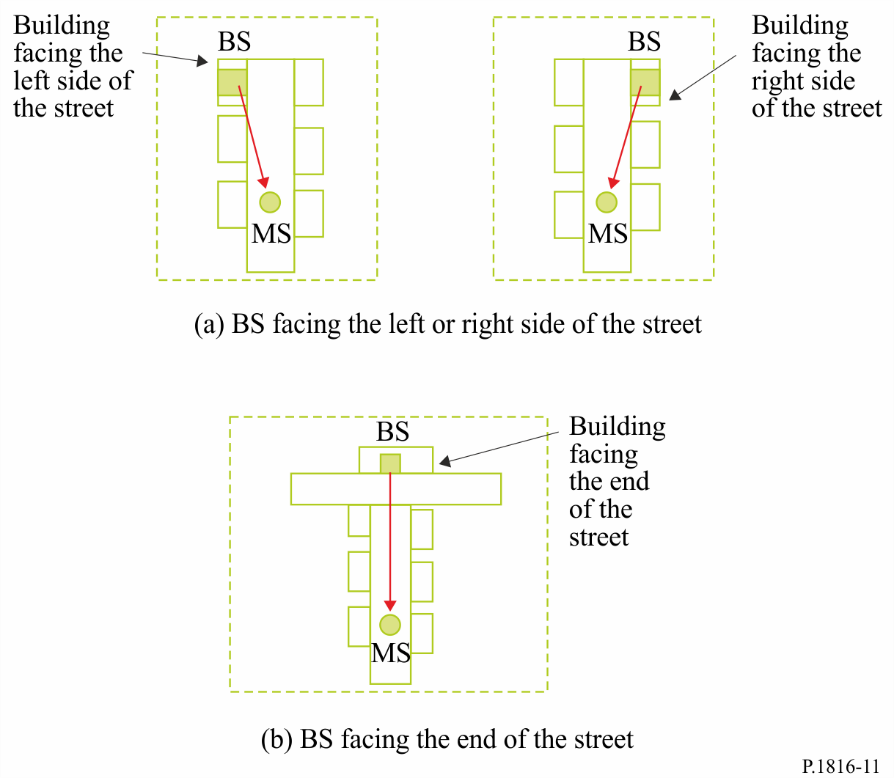 Building
facing the
left side of
the street
BS
MS
BS
MS
Building
facing the
right side
of the street
(a) BS facing the left or right side of the street
BS
MS
Building
facing
the end
of the
street
(b) BS facing the end of the street
P.1816-11